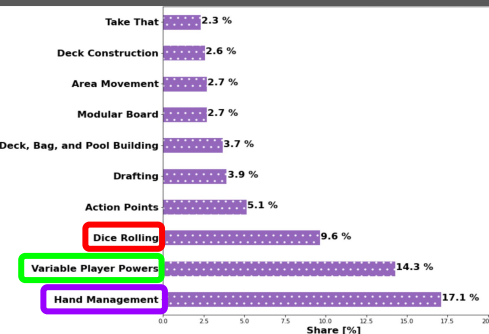 Take That 2.3 %
Deck Construction 2.6 %
Area Movement 2.7 %
Modular Board 2.7 %
Deck, Bag, and Pool Building 3.7 %
Drafting 3.9 %
Action Points 5.1 %
Dice Rolling 9.6 %
Variable Player Powers 14.3 %
Hand Management 17.1 %
0.0 2.5 5.0 7.5 10.0 12.5 15.0 17.5 20
Share [%]